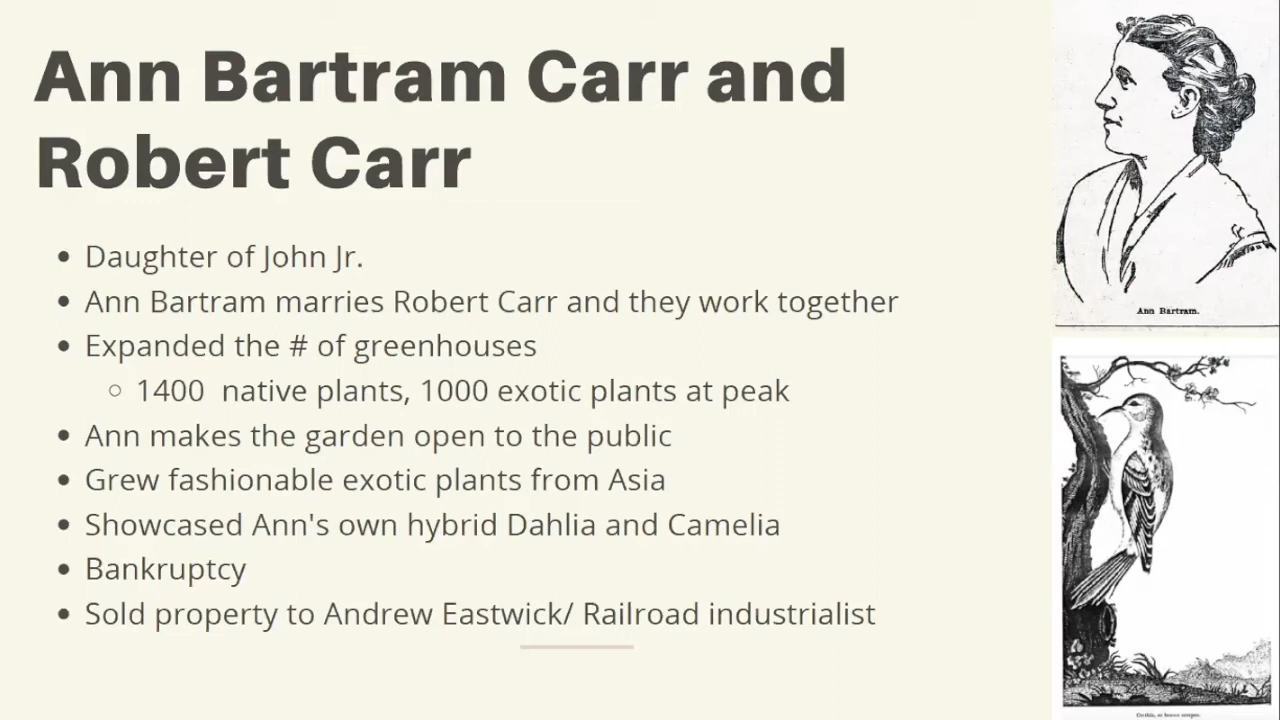 Ann Bartram Carr and
Robert Carr
• Daughter of John Jr.
• Ann Bartram marries Robert Carr and they work together
• Expanded the # of greenhouses
○ 1400  native plants, 1000 exotic plants at peak
• Ann makes the garden open to the public
• Grew fashionable exotic plants from Asia
• Showcased Ann's own hybrid Dahlia and Camelia
• Bankruptcy
• Sold property to Andrew Eastwick/ Railroad industrialist
Ann Bartram.